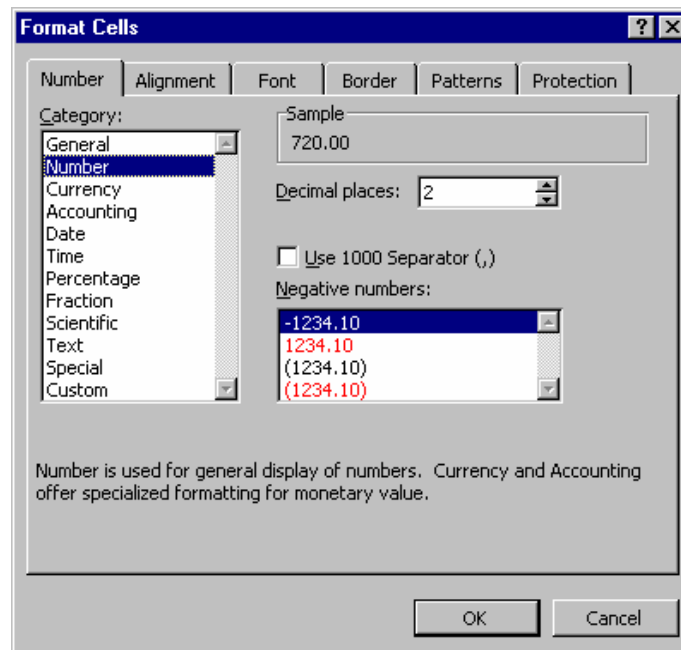 Format Cells
Number Alignment Font Border Patterns Protection
Category:
General
Number
Currency
Accounting
Date
Time
Percentage
Fraction
Scientific
Text
Special
Custom
Sample
720.00
Decimal places: 2
Use 1000 Separator (,)
Negative numbers:
-1234.10
1234.10
(1234.10)
(1234.10)
Number is used for general display of numbers. Currency and Accounting
offer specialized formatting for monetary value.
OK Cancel